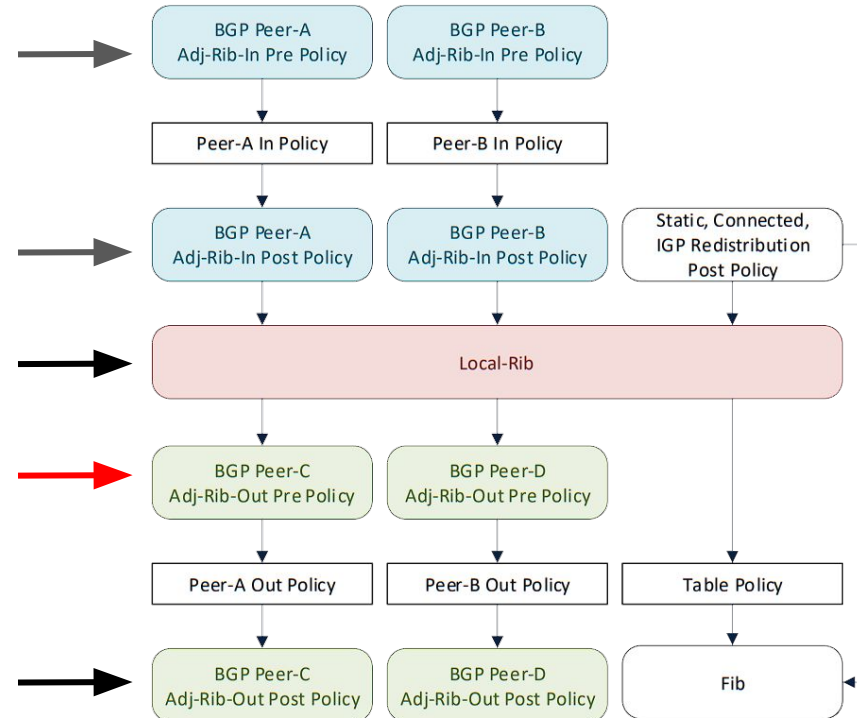 BGP Peer-A
Adj-Rib-In Pre Policy
BGP Peer-B
Adj-Rib-In Pre Policy
Peer-A In Policy
Peer-B In Policy
BGP Peer-A
Adj-Rib-In Post Policy
BGP Peer-B
Adj-Rib-In Post Policy
Static, Connected,
IGP Redistribution
Post Policy
Local-Rib
BGP Peer-C
Adj-Rib-Out Pre Policy
BGP Peer-D
Adj-Rib-Out Pre Policy
Peer-A Out Policy
Peer-B Out Policy
Table Policy
BGP Peer-C
Adj-Rib-Out Post Policy
BGP Peer-D
Adj-Rib-Out Post Policy
Fib